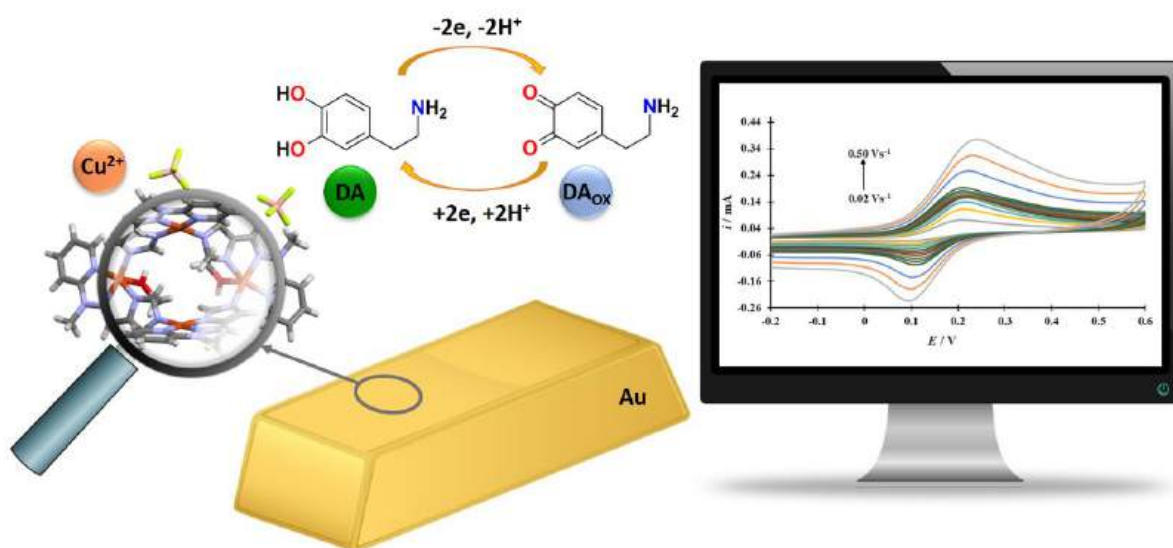 -2e, -2H⁺
HO
HO
NH₂
O
O
NH₂
Cu²⁺
DA
DAOX
+2e, +2H⁺
Au
0.44
0.34
0.24
0.14
0.04
-0.06
-0.16
-0.26
i / mA
0.50 Vs⁻¹
0.02 Vs⁻¹
-0.2
-0.1
0
0.1
0.2
0.3
0.4
0.5
0.6
E / V